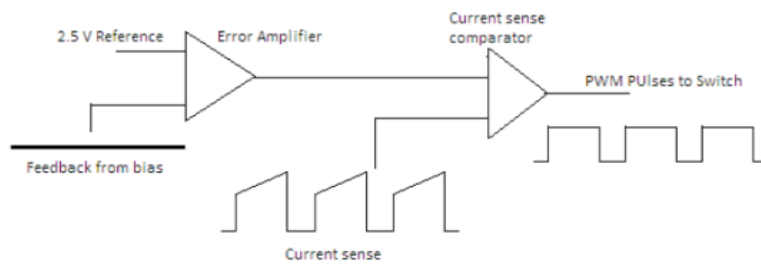 Current sense
comparator
2.5 V Reference
Error Amplifier
PWM PUlses to Switch
Feedback from bias
Current sense